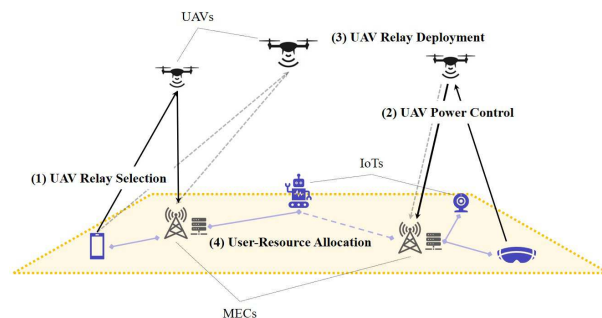 UAVs
(3) UAV Relay Deployment
(2) UAV Power Control
IoTs
(1) UAV Relay Selection
(4) User-Resource Allocation
MECs